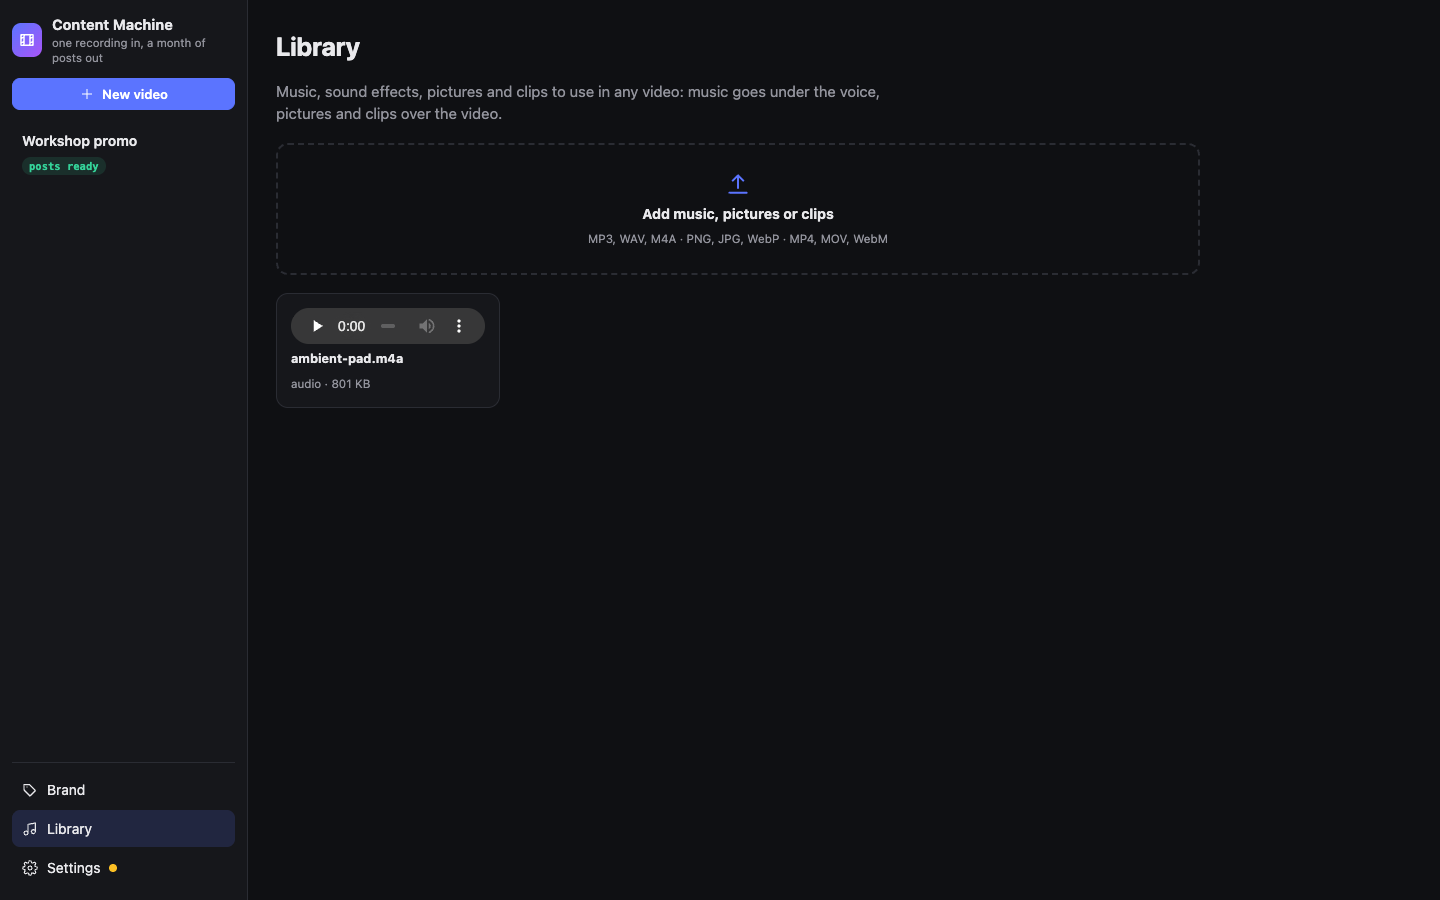 Content Machine
one recording in, a month of
posts out
New video
Workshop promo
posts ready
Brand
Library
Settings
Library
Music, sound effects, pictures and clips to use in any video: music goes under the voice,
pictures and clips over the video.
Add music, pictures or clips
MP3, WAV, M4A · PNG, JPG, WebP · MP4, MOV, WebM
0:00
ambient-pad.m4a
audio · 801 KB